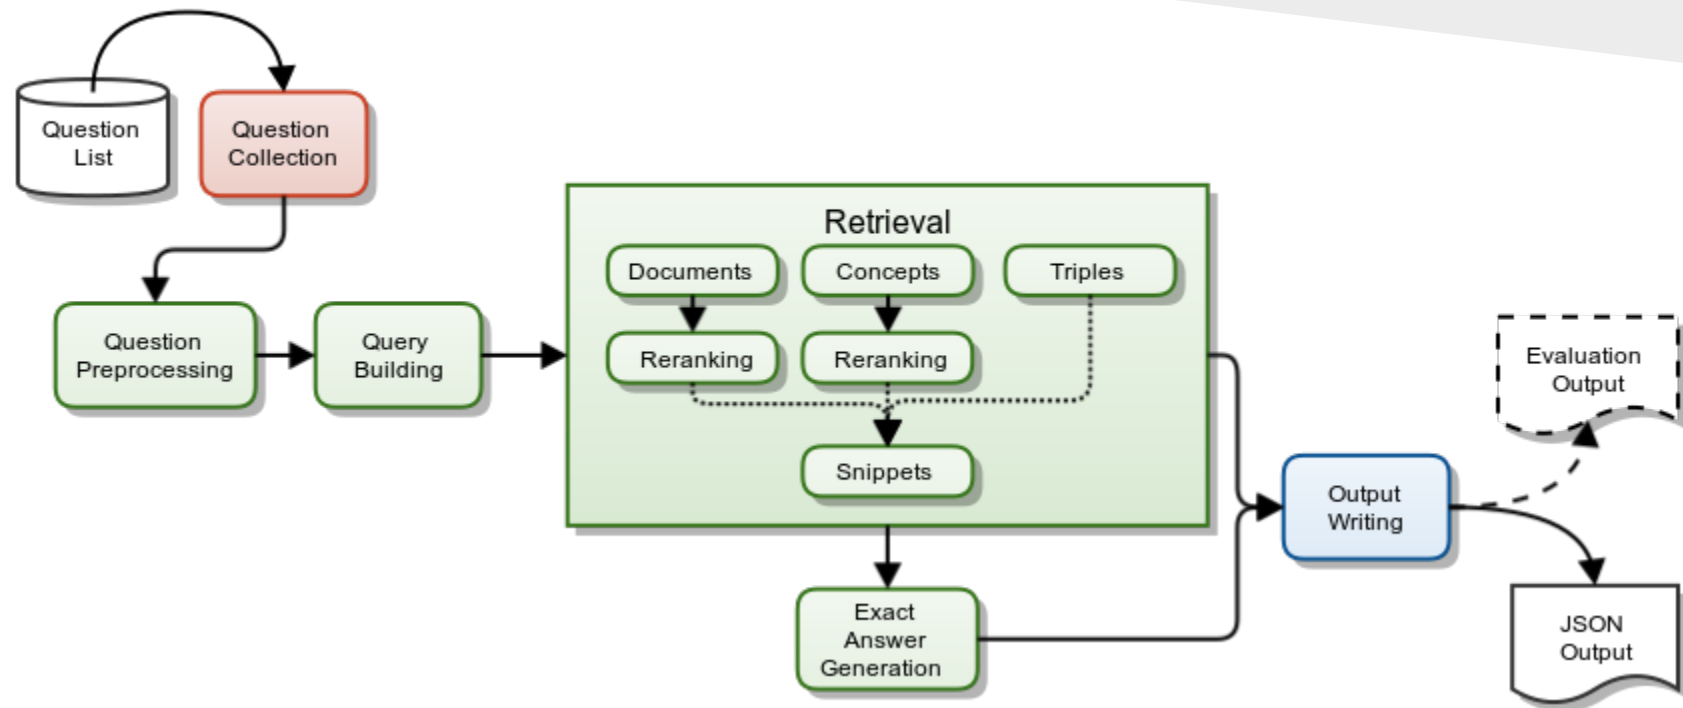 Question
List
Question
Collection
Question
Preprocessing
Query
Building
Retrieval
Documents
Concepts
Triples
Reranking
Reranking
Snippets
Exact
Answer
Generation
Output
Writing
Evaluation
Output
JSON
Output